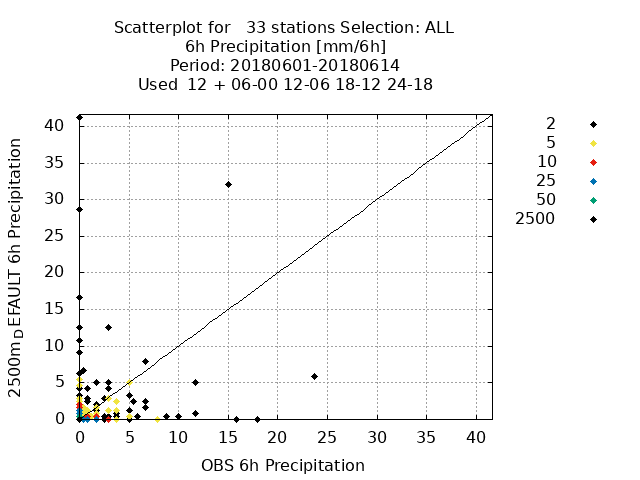 Scatterplot for   33 stations Selection: ALL
6h Precipitation [mm/6h]
Period: 20180601-20180614
Used  12 + 06-00 12-06 18-12 24-18
2
5
10
25
50
2500
40
35
30
25
20
15
10
5
0
2500mDEFAULT 6h Precipitation
0 5 10 15 20 25 30 35 40
OBS 6h Precipitation